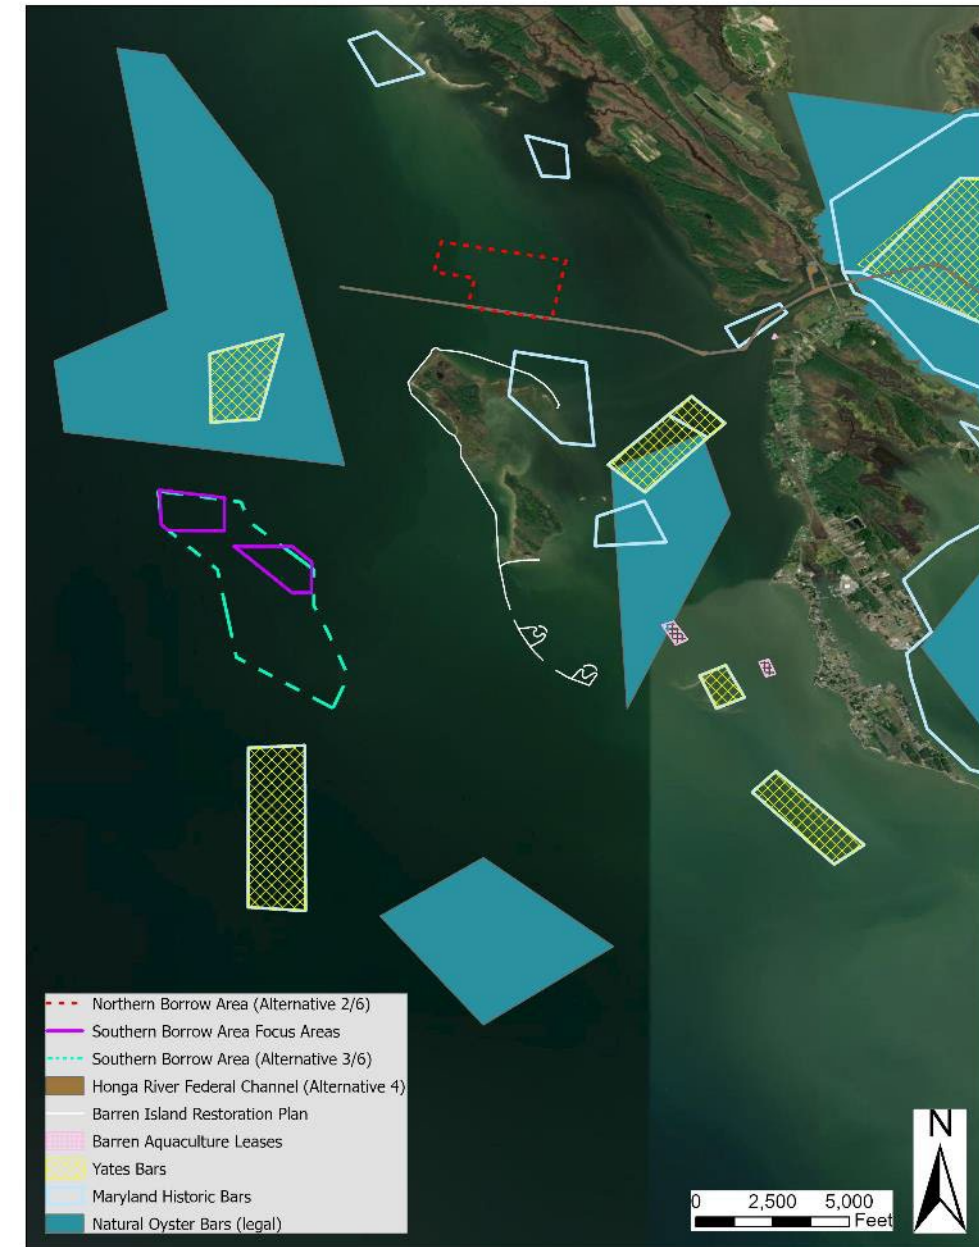 Northern Borrow Area (Alternative 2/6)
Southern Borrow Area Focus Areas
Southern Borrow Area (Alternative 3/6)
Honga River Federal Channel (Alternative 4)
Barren Island Restoration Plan
Barren Aquaculture Leases
Yates Bars
Maryland Historic Bars
Natural Oyster Bars (legal)
N
0 2,500 5,000
Feet